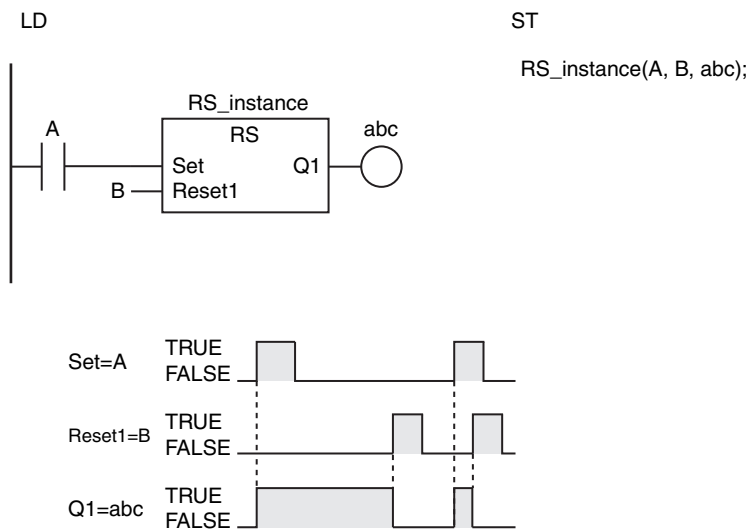 LD
ST
RS_instance(A, B, abc);
RS_instance
A
RS
abc
Set
Q1
B
Reset1
Set=A
TRUE
FALSE
Reset1=B
TRUE
FALSE
Q1=abc
TRUE
FALSE